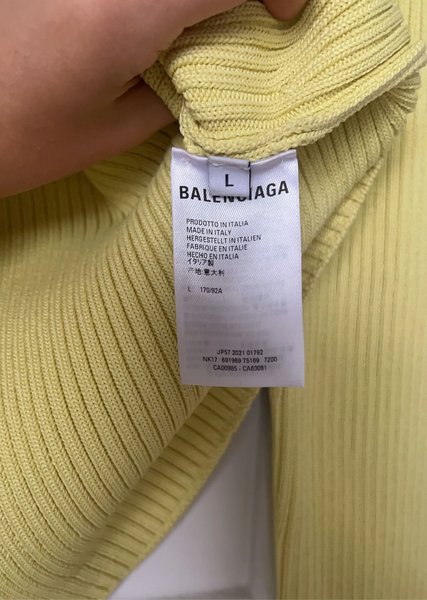 L
BALENCIAGA
PRODOTTO IN ITALIA
MADE IN ITALY
HERGESTELLT IN ITALIEN
FABRIQUE EN ITALIE
HECHO EN ITALIA
イタリア製
产地:意大利
L 170/92A
JP57 2021 01792
NK17 691969 T5169 7200
CA00965 - CA63081